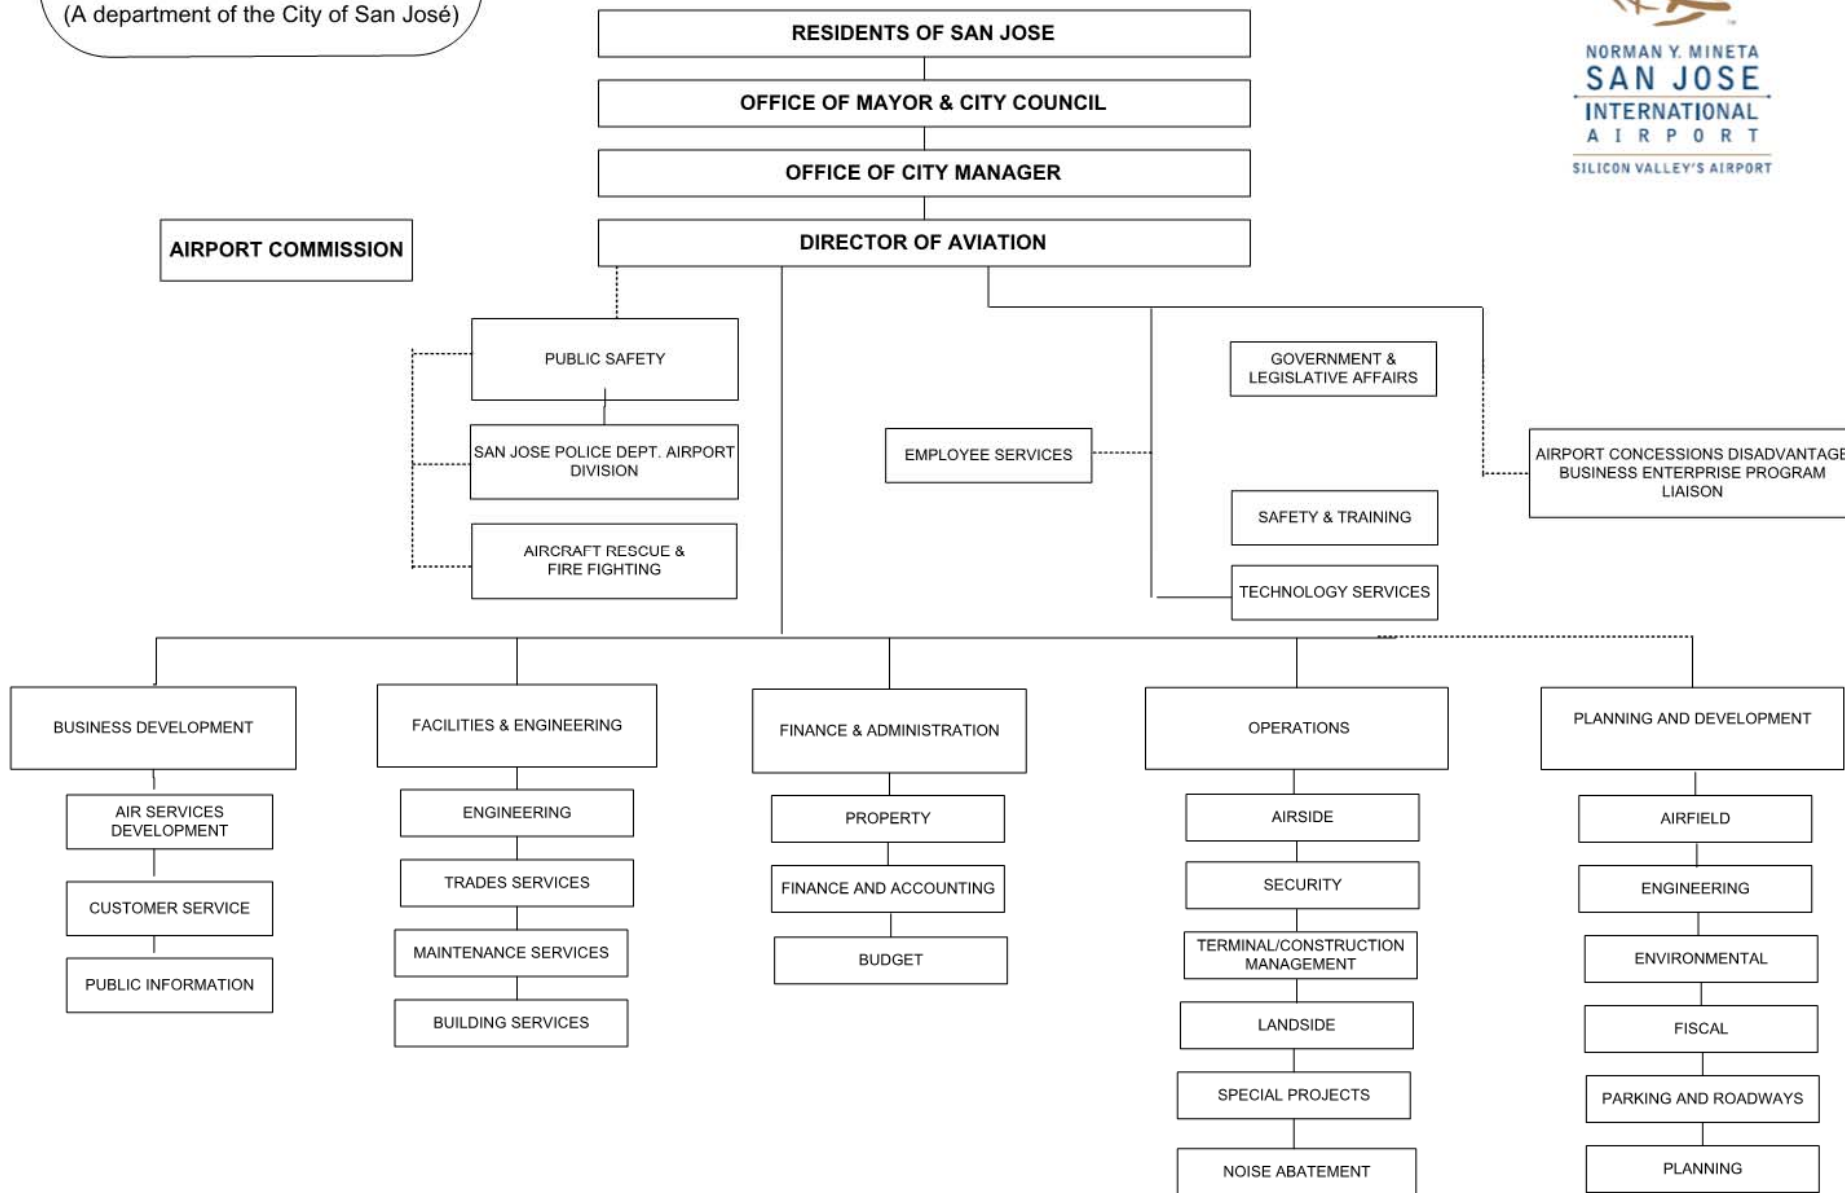 (A department of the City of San José)
RESIDENTS OF SAN JOSE
OFFICE OF MAYOR & CITY COUNCIL
OFFICE OF CITY MANAGER
DIRECTOR OF AVIATION
NORMAN Y. MINETA
SAN JOSE
INTERNATIONAL
AIRPORT
SILICON VALLEY'S AIRPORT
AIRPORT COMMISSION
PUBLIC SAFETY
SAN JOSE POLICE DEPT. AIRPORT
DIVISION
AIRCRAFT RESCUE &
FIRE FIGHTING
EMPLOYEE SERVICES
GOVERNMENT &
LEGISLATIVE AFFAIRS
SAFETY & TRAINING
TECHNOLOGY SERVICES
AIRPORT CONCESSIONS DISADVANTAGE
BUSINESS ENTERPRISE PROGRAM
LIAISON
BUSINESS DEVELOPMENT
AIR SERVICES
DEVELOPMENT
CUSTOMER SERVICE
PUBLIC INFORMATION
FACILITIES & ENGINEERING
ENGINEERING
TRADES SERVICES
MAINTENANCE SERVICES
BUILDING SERVICES
FINANCE & ADMINISTRATION
PROPERTY
FINANCE AND ACCOUNTING
BUDGET
OPERATIONS
AIRSIDE
SECURITY
TERMINAL/CONSTRUCTION
MANAGEMENT
LANDSIDE
SPECIAL PROJECTS
NOISE ABATEMENT
PLANNING AND DEVELOPMENT
AIRFIELD
ENGINEERING
ENVIRONMENTAL
FISCAL
PARKING AND ROADWAYS
PLANNING